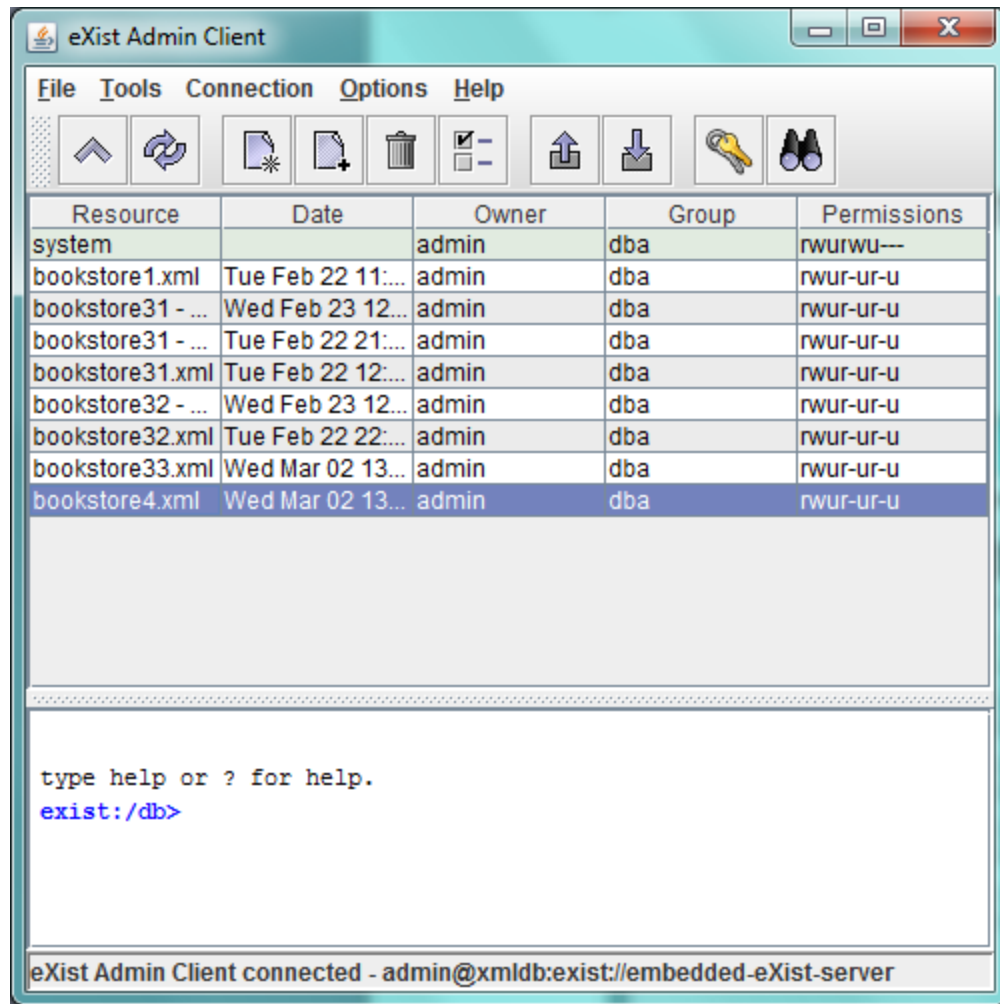 eXist Admin Client
File Tools Connection Options Help
Resource Date Owner Group Permissions
system admin dba rwurwu---
bookstore1.xml Tue Feb 22 11:... admin dba rwur-ur-u
bookstore31 - ... Wed Feb 23 12... admin dba rwur-ur-u
bookstore31 - ... Tue Feb 22 21:... admin dba rwur-ur-u
bookstore31.xml Tue Feb 22 12:... admin dba rwur-ur-u
bookstore32 - ... Wed Feb 23 12... admin dba rwur-ur-u
bookstore32.xml Tue Feb 22 22:... admin dba rwur-ur-u
bookstore33.xml Wed Mar 02 13... admin dba rwur-ur-u
bookstore4.xml Wed Mar 02 13... admin dba rwur-ur-u
type help or ? for help.
exist:/db>
eXist Admin Client connected - admin@xmldb:exist://embedded-eXist-server